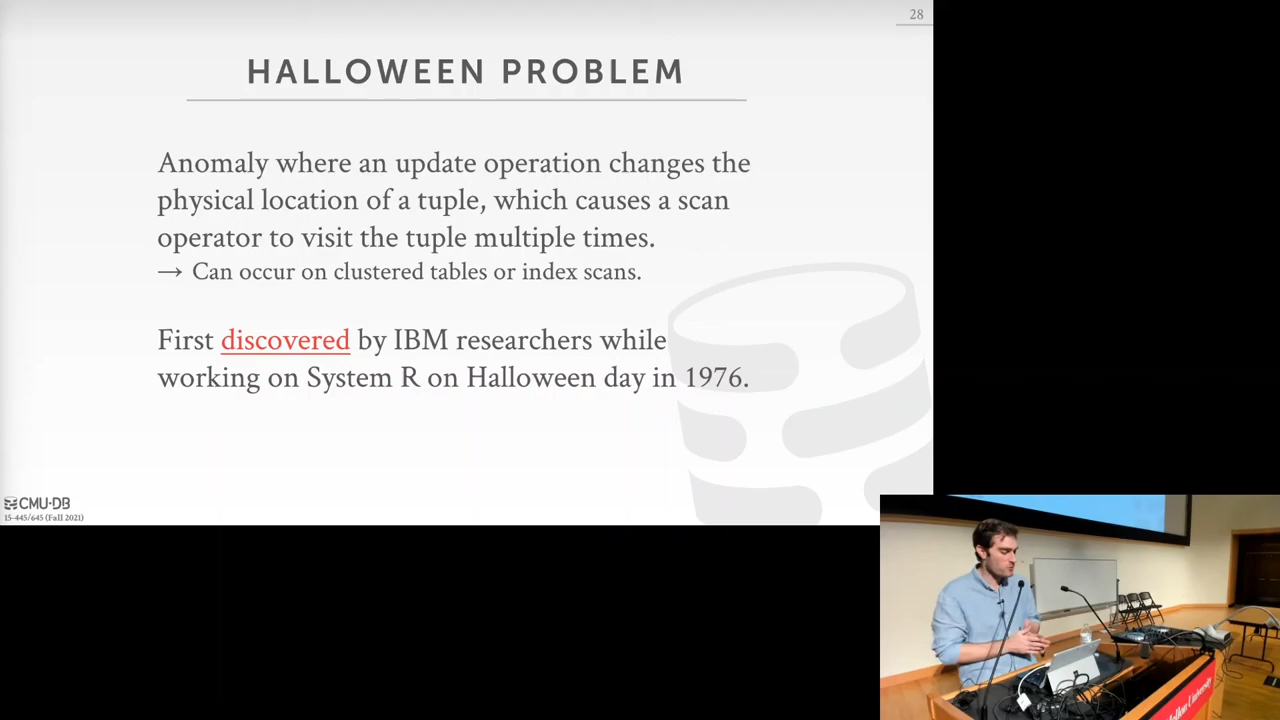 28
HALLOWEEN PROBLEM
Anomaly where an update operation changes the
physical location of a tuple, which causes a scan
operator to visit the tuple multiple times.
→ Can occur on clustered tables or index scans.
First discovered by IBM researchers while
working on System R on Halloween day in 1976.
CMU·DB
15-445/645 (Fall 2021)
Mellon University